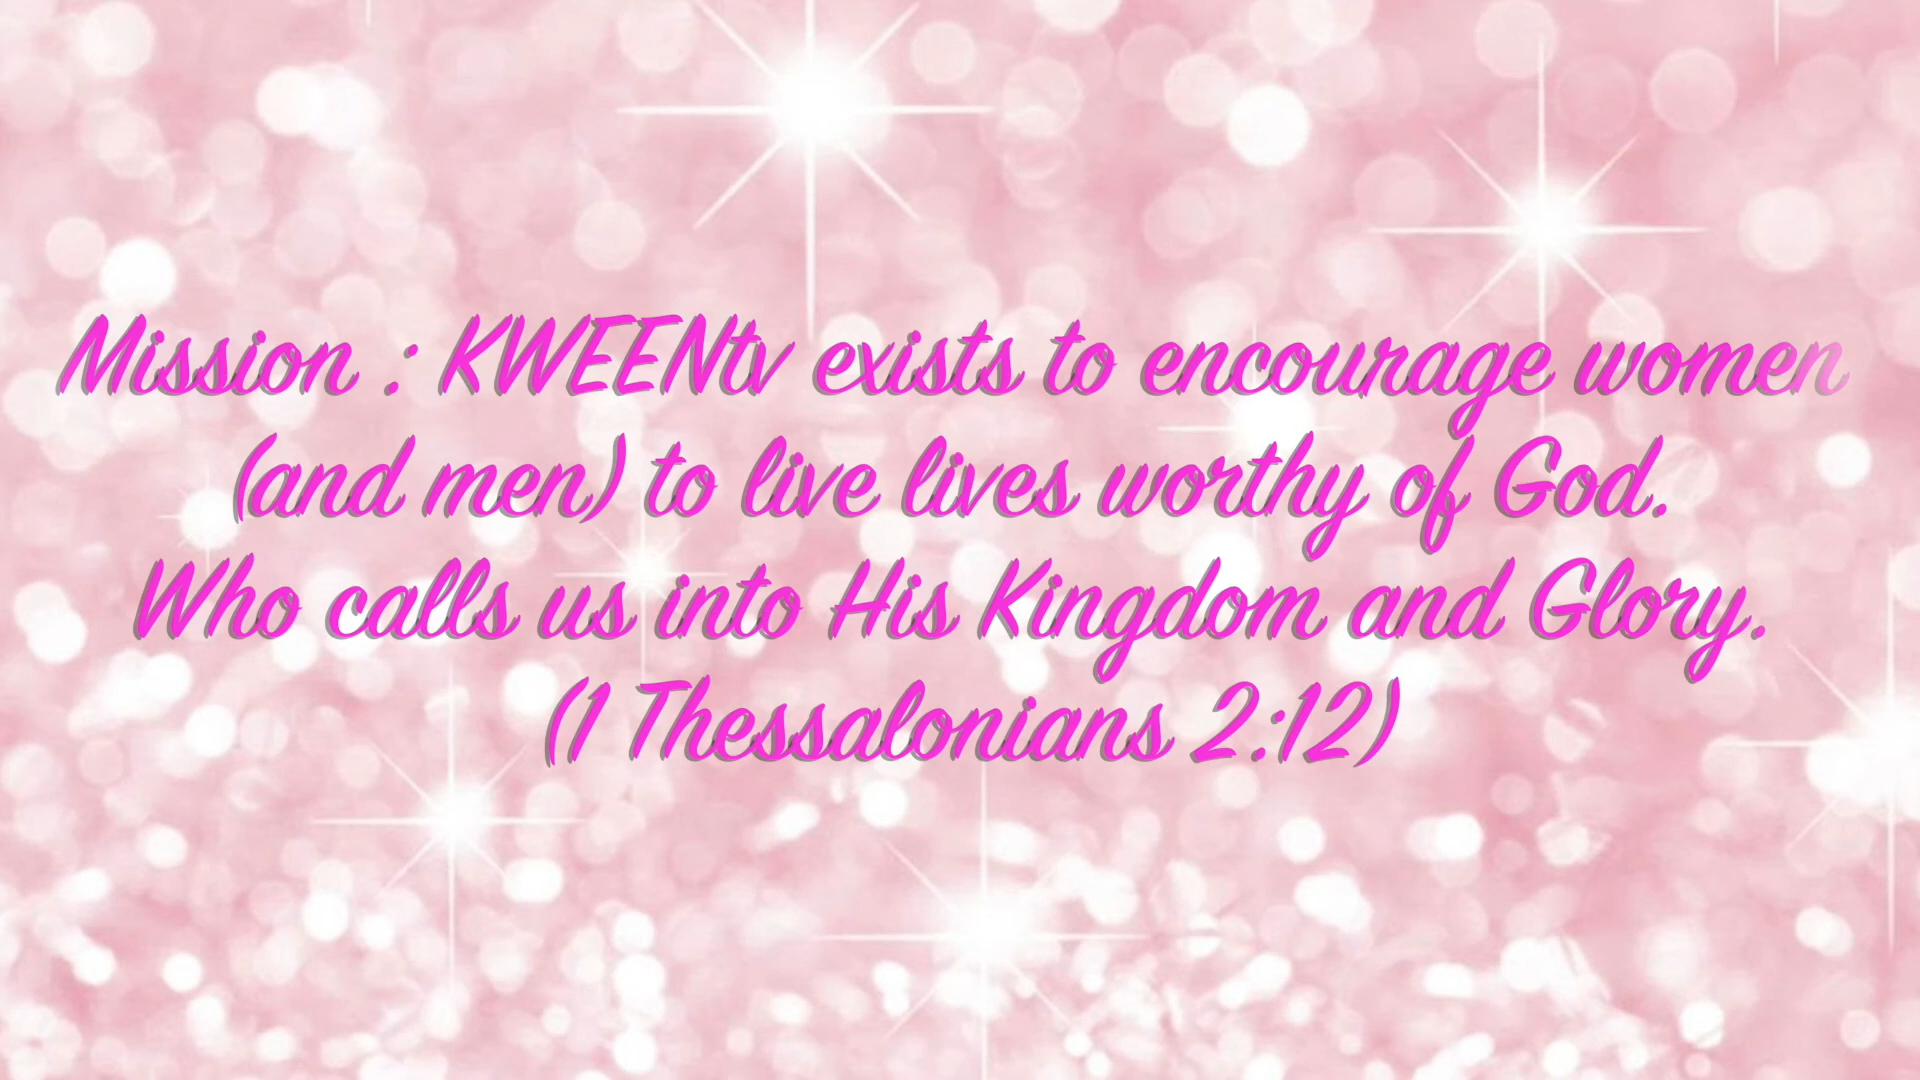 Mission : KWEENtv exists to encourage women
(and men) to live lives worthy of God.
Who calls us into His Kingdom and Glory.
(1 Thessalonians 2:12)